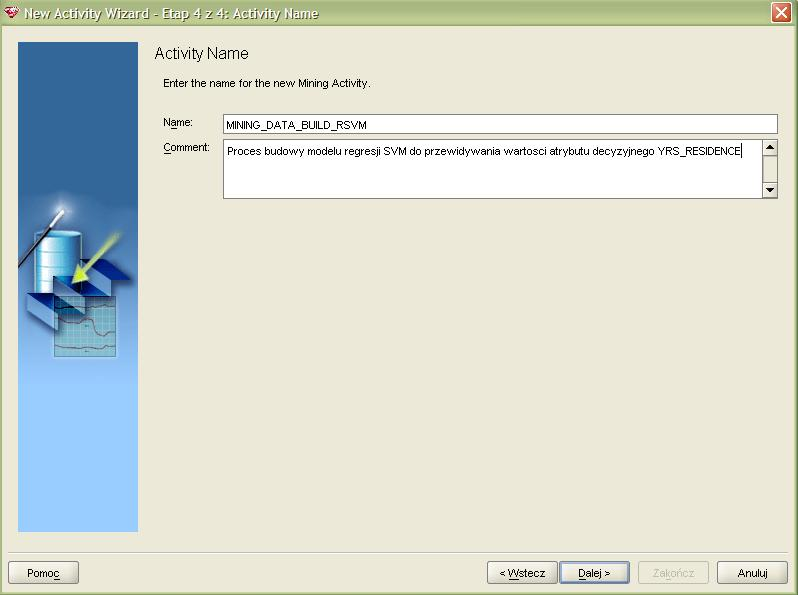 New Activity Wizard - Etap 4 z 4: Activity Name
Activity Name
Enter the name for the new Mining Activity.
Name:
MINING_DATA_BUILD_RSVM
Comment:
Proces budowy modelu regresji SVM do przewidywania wartosci atrybutu decyzyjnego YRS_RESIDENCE
Pomoc
< Wstecz
Dalej >
Zakończ
Anuluj